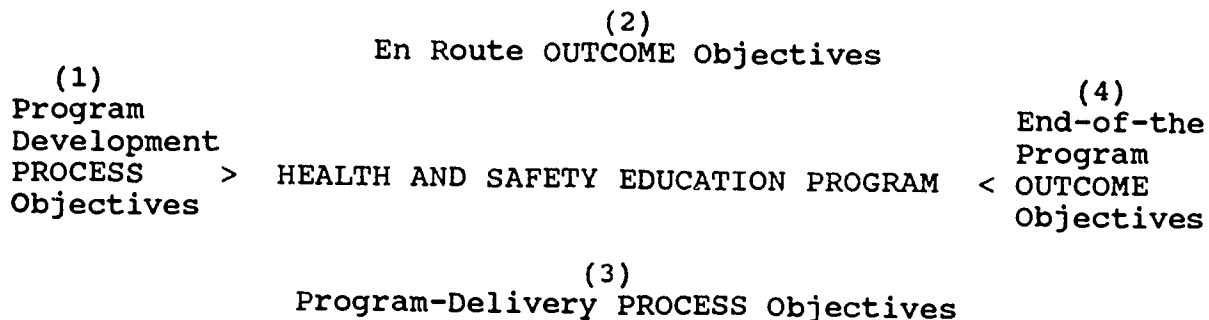 (2)
En Route OUTCOME Objectives
(1)
Program
Development
PROCESS
Objectives
> HEALTH AND SAFETY EDUCATION PROGRAM <
(4)
End-of-the
Program
OUTCOME
Objectives
(3)
Program-Delivery PROCESS Objectives